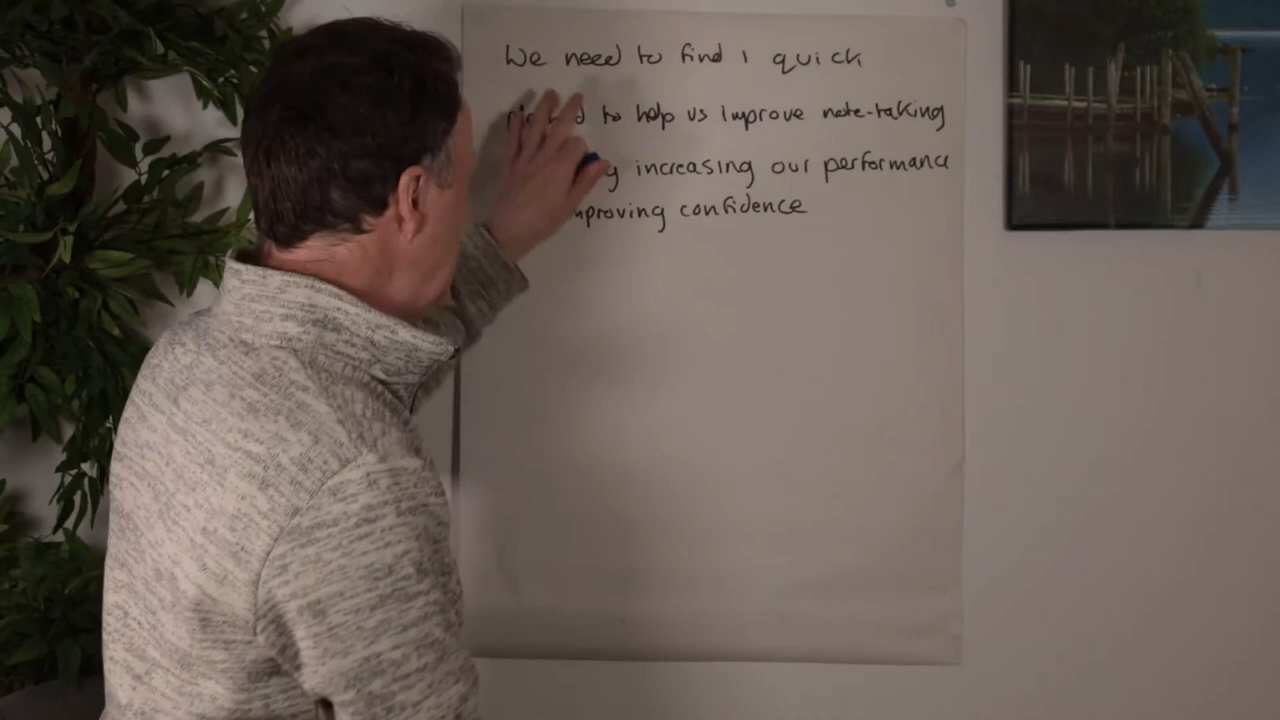 We need to find 1 quick
to help us improve note-taking
increasing our performance
confidence